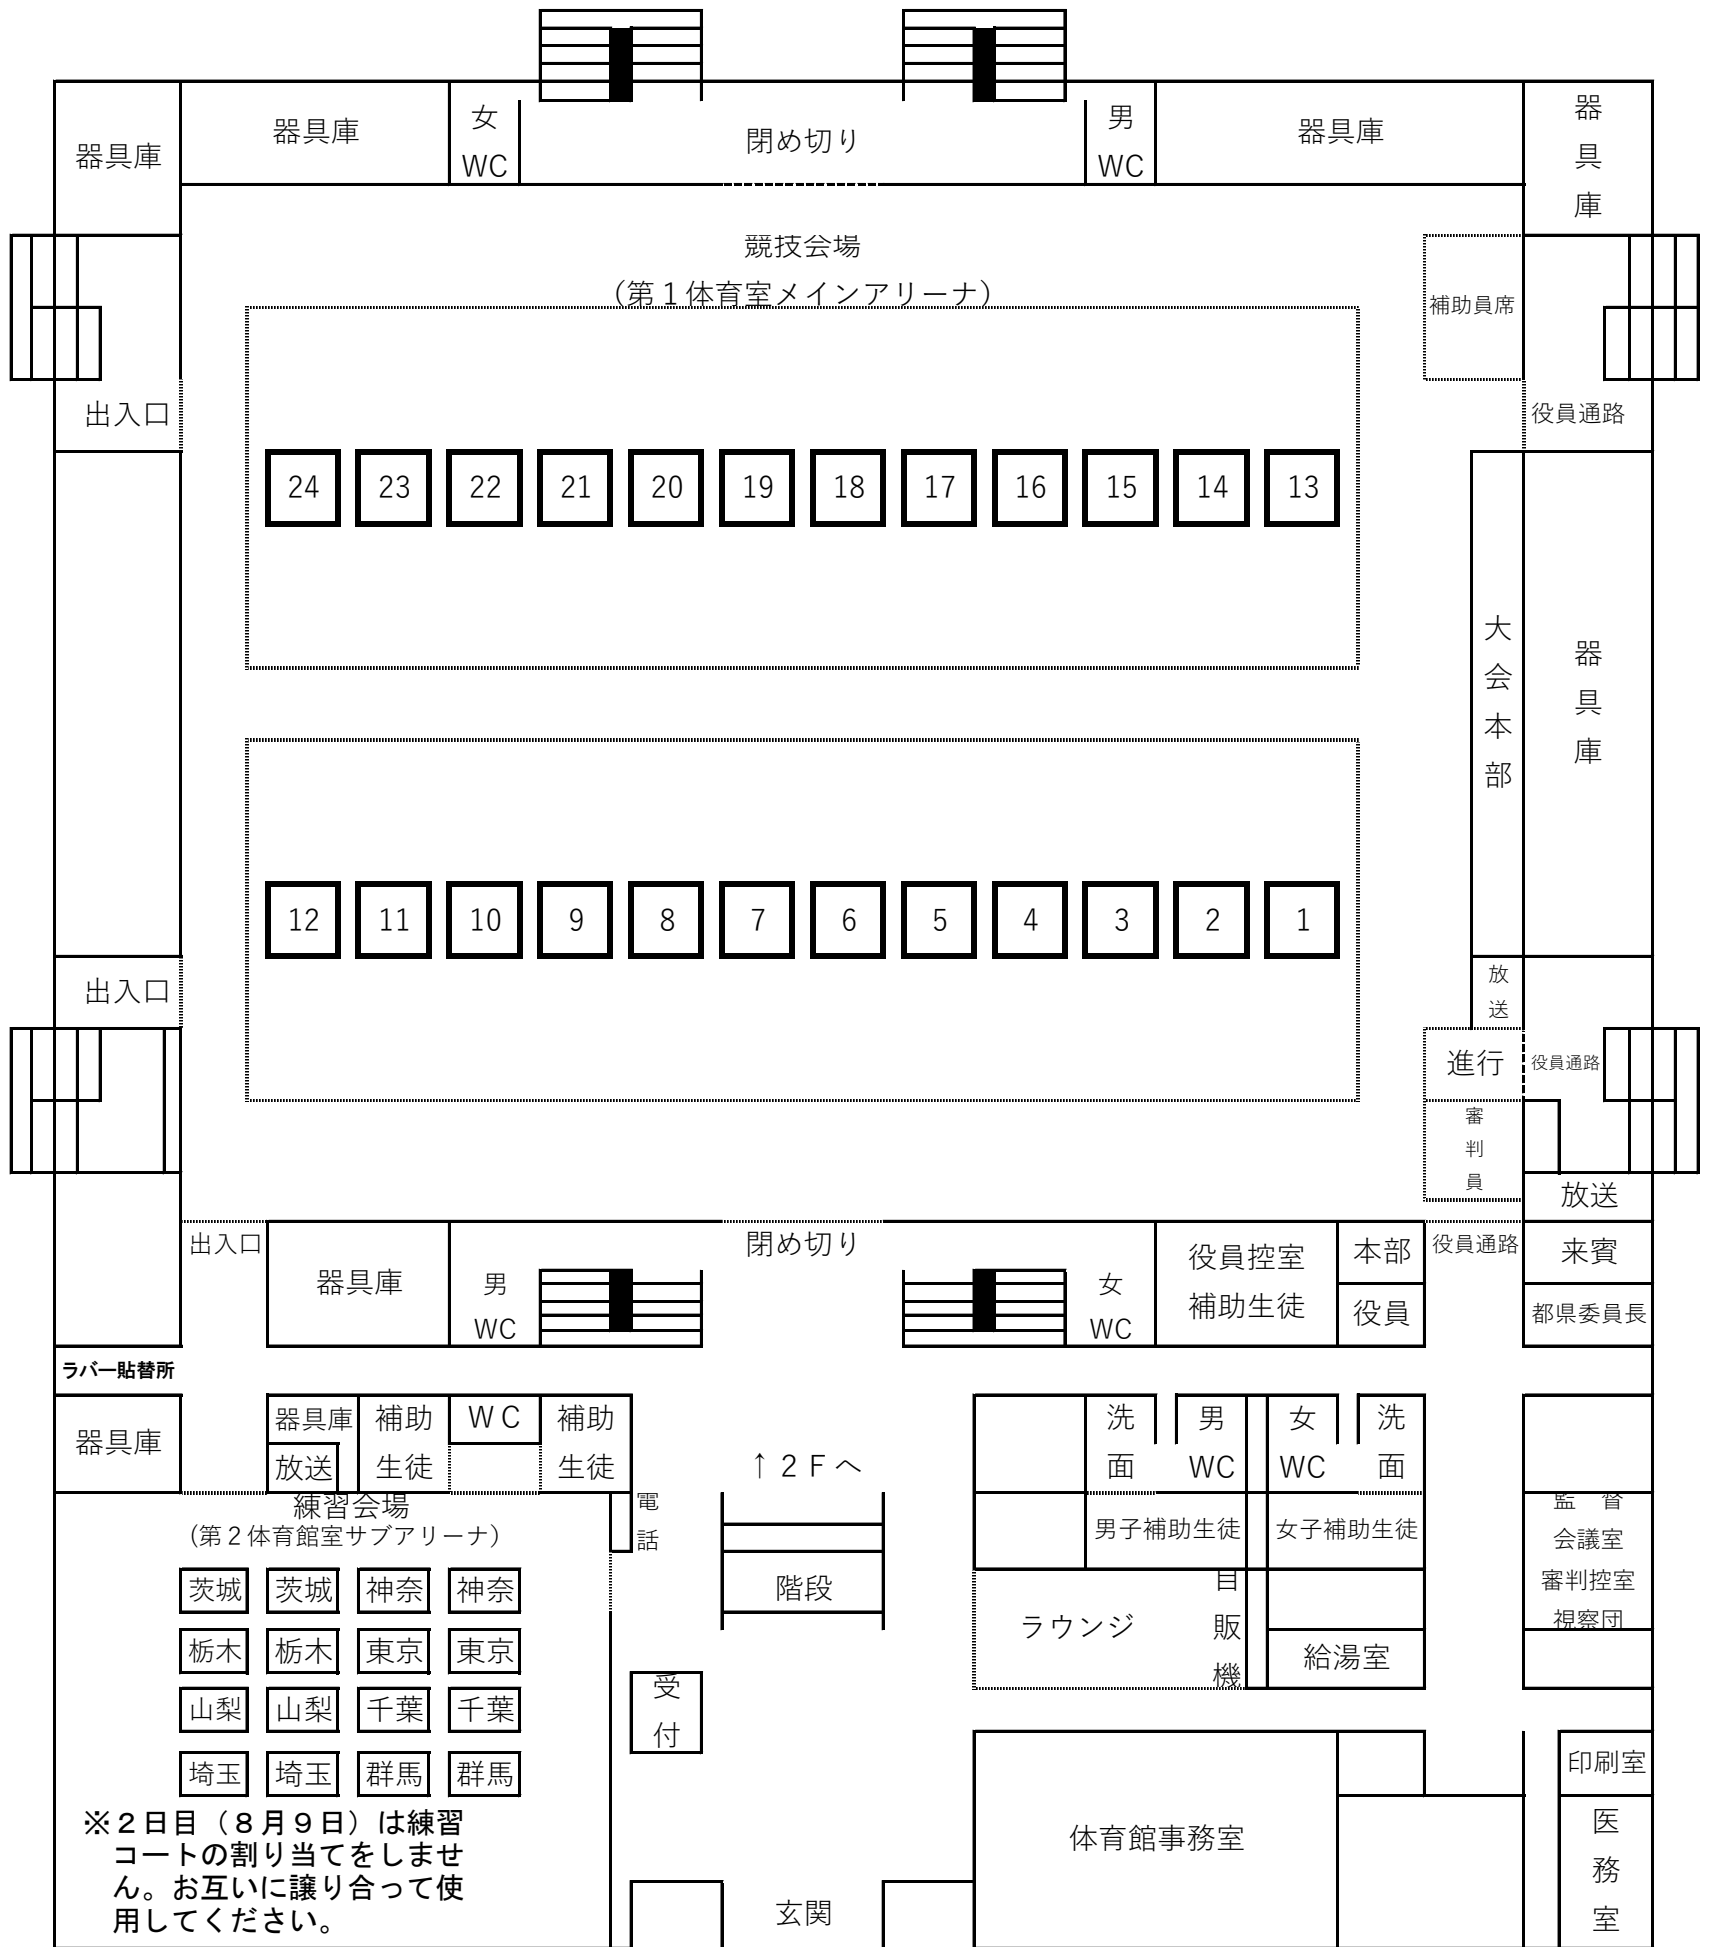 器具庫
器具庫
女
WC
閉め切り
男
WC
器具庫
器
具
庫
競技会場
（第１体育室メインアリーナ）
補助員席
出入口
役員通路
24 23 22 21 20 19 18 17 16 15 14 13
大
会
本
部
器
具
庫
12 11 10 9 8 7 6 5 4 3 2 1
出入口
放
送
進行
役員通路
審
判
員
放送
出入口
器具庫
男
WC
閉め切り
女
WC
役員控室
補助生徒
本部
役員
役員通路
来賓
都県委員長
ラバー貼替所
器具庫
器具庫
放送
補助
生徒
ＷＣ
補助
生徒
↑２Ｆへ
洗
面
男
WC
女
WC
洗
面
練習会場
（第２体育館室サブアリーナ）
電
話
階段
男子補助生徒
女子補助生徒
監　督
会議室
審判控室
視察団
茨城 茨城 神奈 神奈
栃木 栃木 東京 東京
山梨 山梨 千葉 千葉
埼玉 埼玉 群馬 群馬
ラウンジ
自
販
機
給湯室
受
付
※２日目（８月９日）は練習
コートの割り当てをしませ
ん。お互いに譲り合って使
用してください。
玄関
体育館事務室
印刷室
医
務
室